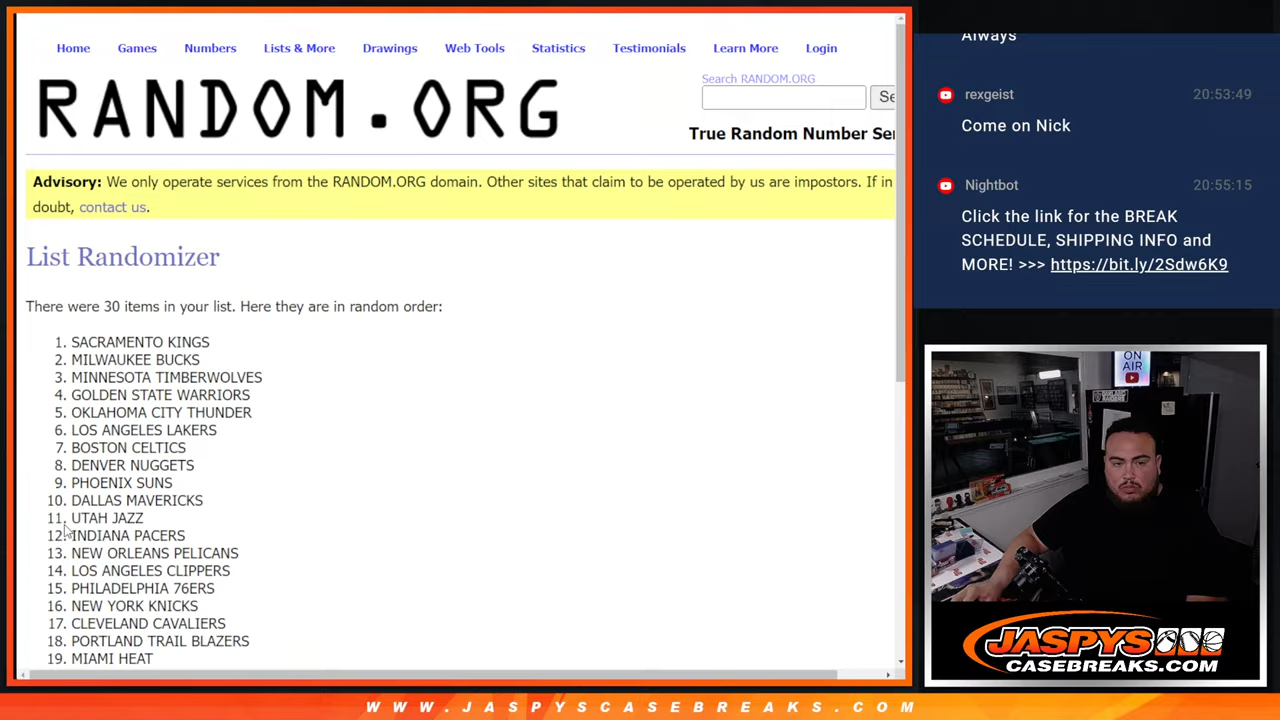 Home Games Numbers Lists & More Drawings Web Tools Statistics Testimonials Learn More Login
RANDOM.ORG
Search RANDOM.ORG
Se
True Random Number Ser
Advisory: We only operate services from the RANDOM.ORG domain. Other sites that claim to be operated by us are impostors. If in
doubt, contact us.
List Randomizer
There were 30 items in your list. Here they are in random order:
1. SACRAMENTO KINGS
2. MILWAUKEE BUCKS
3. MINNESOTA TIMBERWOLVES
4. GOLDEN STATE WARRIORS
5. OKLAHOMA CITY THUNDER
6. LOS ANGELES LAKERS
7. BOSTON CELTICS
8. DENVER NUGGETS
9. PHOENIX SUNS
10. DALLAS MAVERICKS
11. UTAH JAZZ
12. INDIANA PACERS
13. NEW ORLEANS PELICANS
14. LOS ANGELES CLIPPERS
15. PHILADELPHIA 76ERS
16. NEW YORK KNICKS
17. CLEVELAND CAVALIERS
18. PORTLAND TRAIL BLAZERS
19. MIAMI HEAT
Always
rexgeist 20:53:49
Come on Nick
Nightbot 20:55:15
Click the link for the BREAK
SCHEDULE, SHIPPING INFO and
MORE! >>> https://bit.ly/2Sdw6K9
ON
AIR
JASPYS
CASEBREAKS.COM
WWW.JASPYSCASEBREAKS.COM